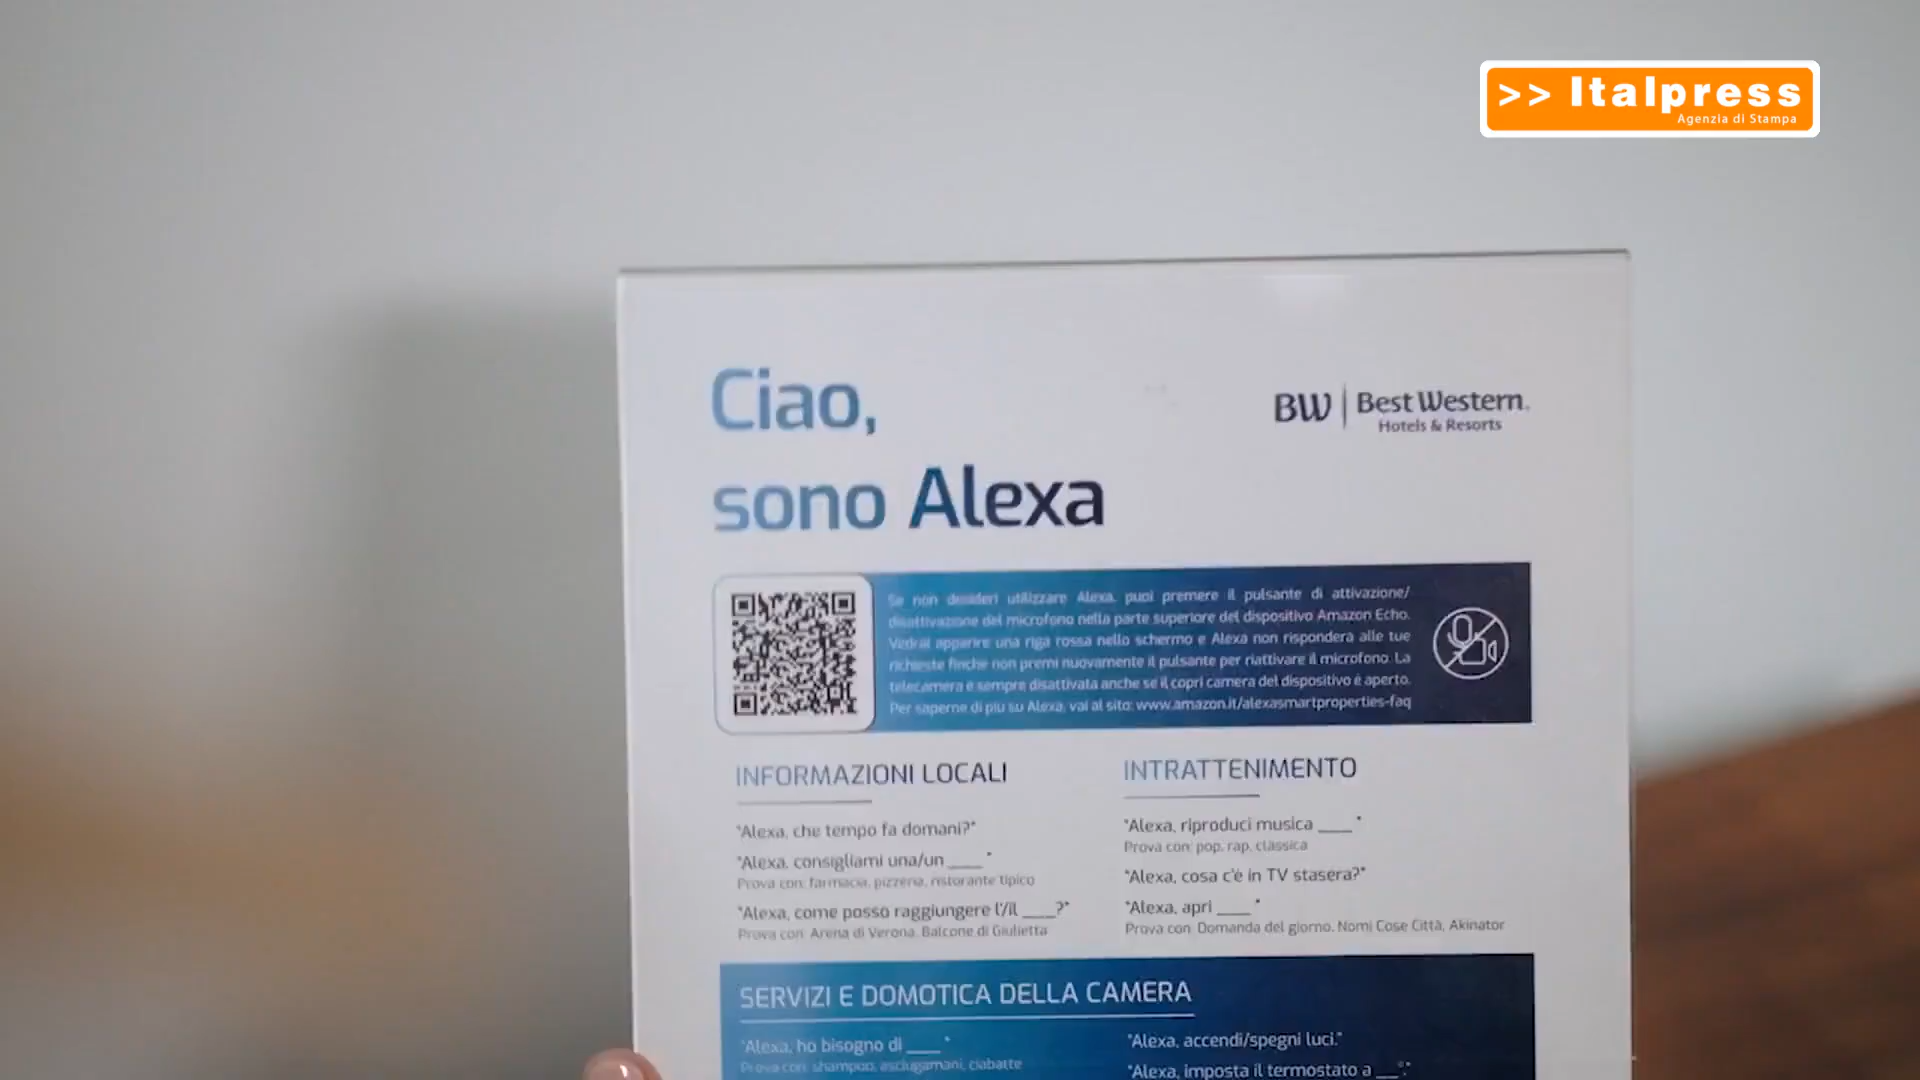 >> Italpress
Agenzia di Stampa
Ciao,
sono Alexa
BW | Best Western.
Hotels & Resorts
Se non desideri utilizzare Alexa, puoi premere il pulsante di attivazione/
disattivazione del microfono nella parte superiore del dispositivo Amazon Echo.
Vedrai apparire una riga rossa nello schermo e Alexa non risponderà alle tue
richieste finché non premi nuovamente il pulsante per riattivare il microfono. La
telecamera è sempre disattivata anche se il copri camera del dispositivo è aperto.
Per saperne di più su Alexa, vai al sito: www.amazon.it/alexasmartproperties-faq
INFORMAZIONI LOCALI
"Alexa, che tempo fa domani?"
"Alexa, consigliami una/un ____ "
Prova con: farmacia, pizzeria, ristorante tipico
"Alexa, come posso raggiungere l'/il ____?"
Prova con: Arena di Verona, Balcone di Giulietta
INTRATTENIMENTO
"Alexa, riproduci musica ____ "
Prova con: pop, rap, classica
"Alexa, cosa c'è in TV stasera?"
"Alexa, apri ____ "
Prova con: Domanda del giorno, Nomi Cose Città, Akinator
SERVIZI E DOMOTICA DELLA CAMERA
"Alexa, ho bisogno di ____ "
Prova con: shampoo, asciugamani, ciabatte
"Alexa, accendi/spegni luci."
"Alexa, imposta il termostato a __°."